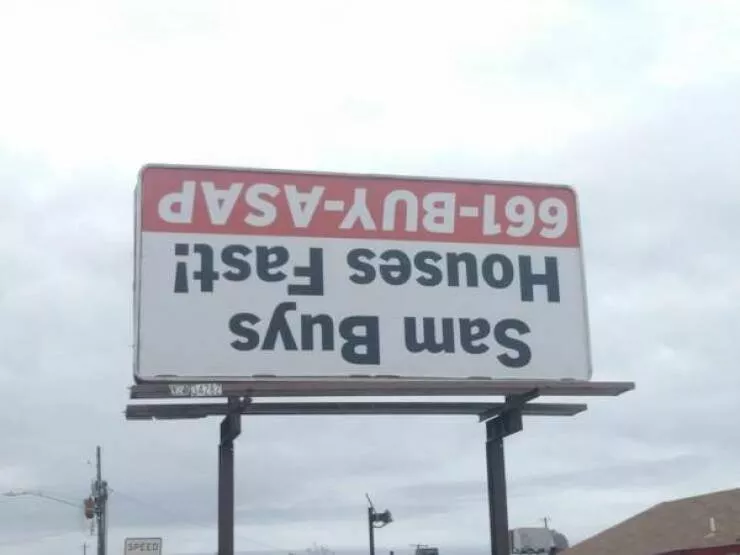 Sam Buys
Houses Fast!
661-BUY-ASAP
SPEED